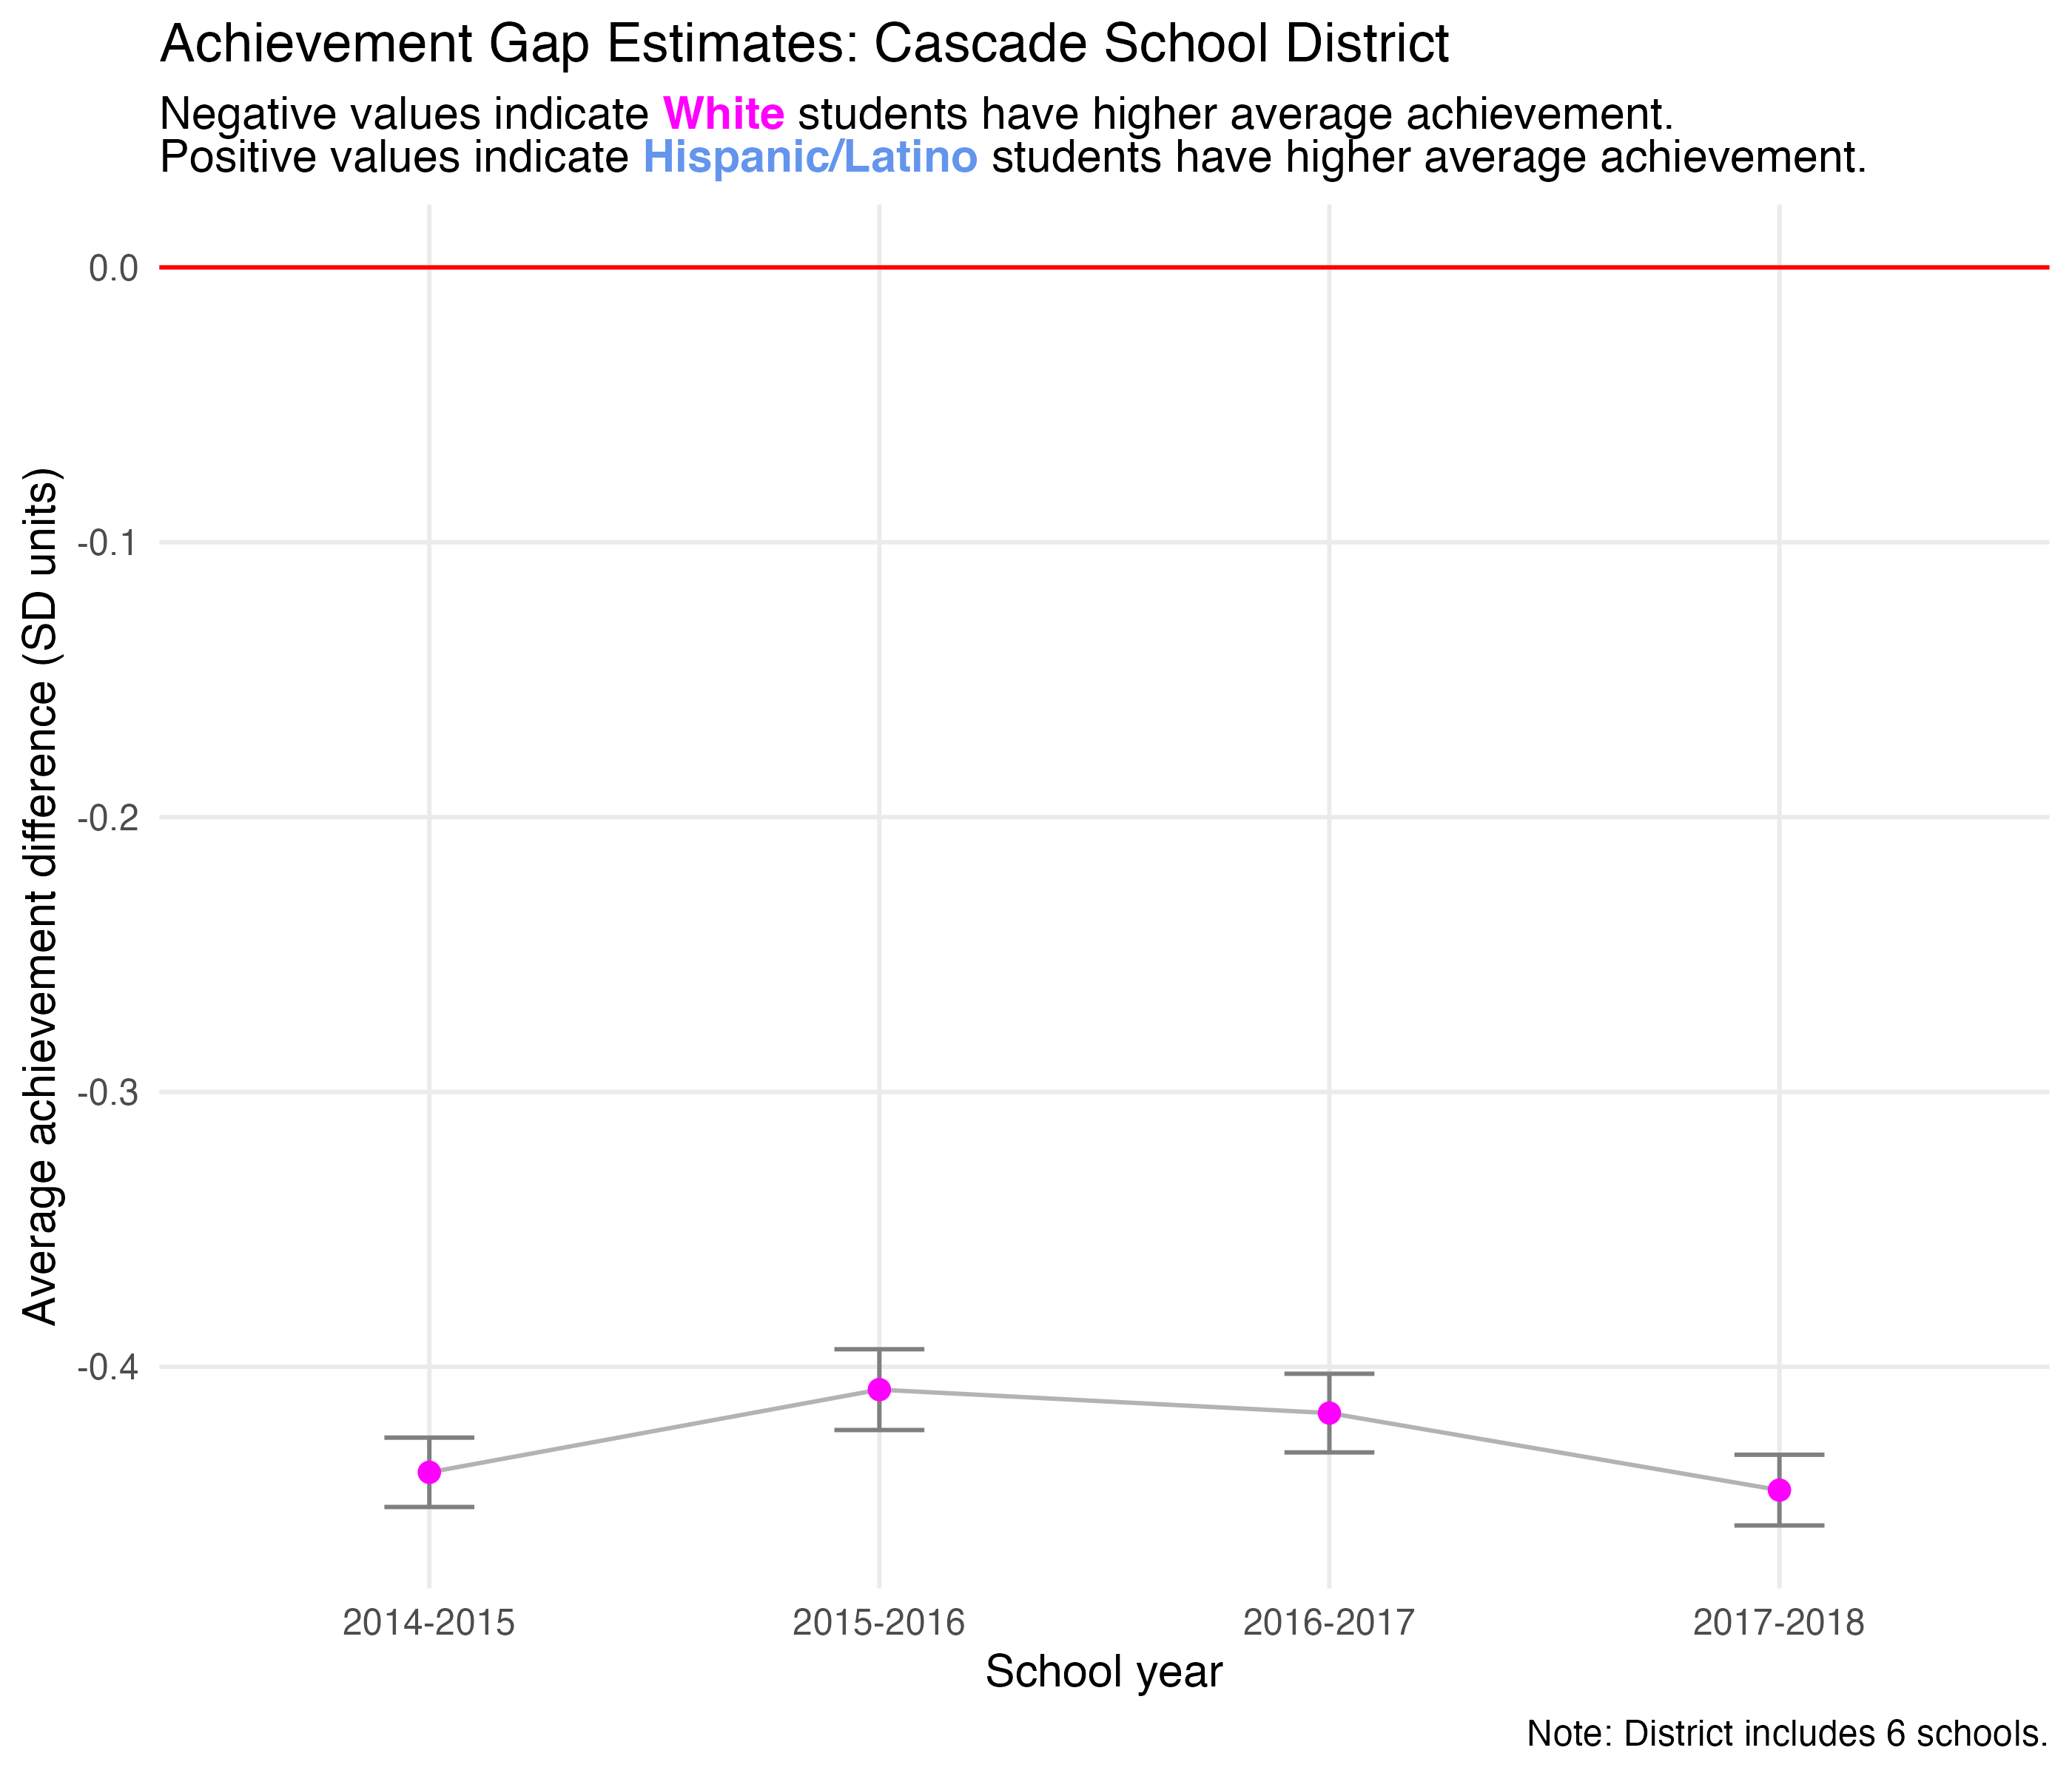 Achievement Gap Estimates: Cascade School District
Negative values indicate White students have higher average achievement.
Positive values indicate Hispanic/Latino students have higher average achievement.
Average achievement difference (SD units)
0.0
-0.1
-0.2
-0.3
-0.4
2014-2015
2015-2016
2016-2017
2017-2018
School year
Note: District includes 6 schools.